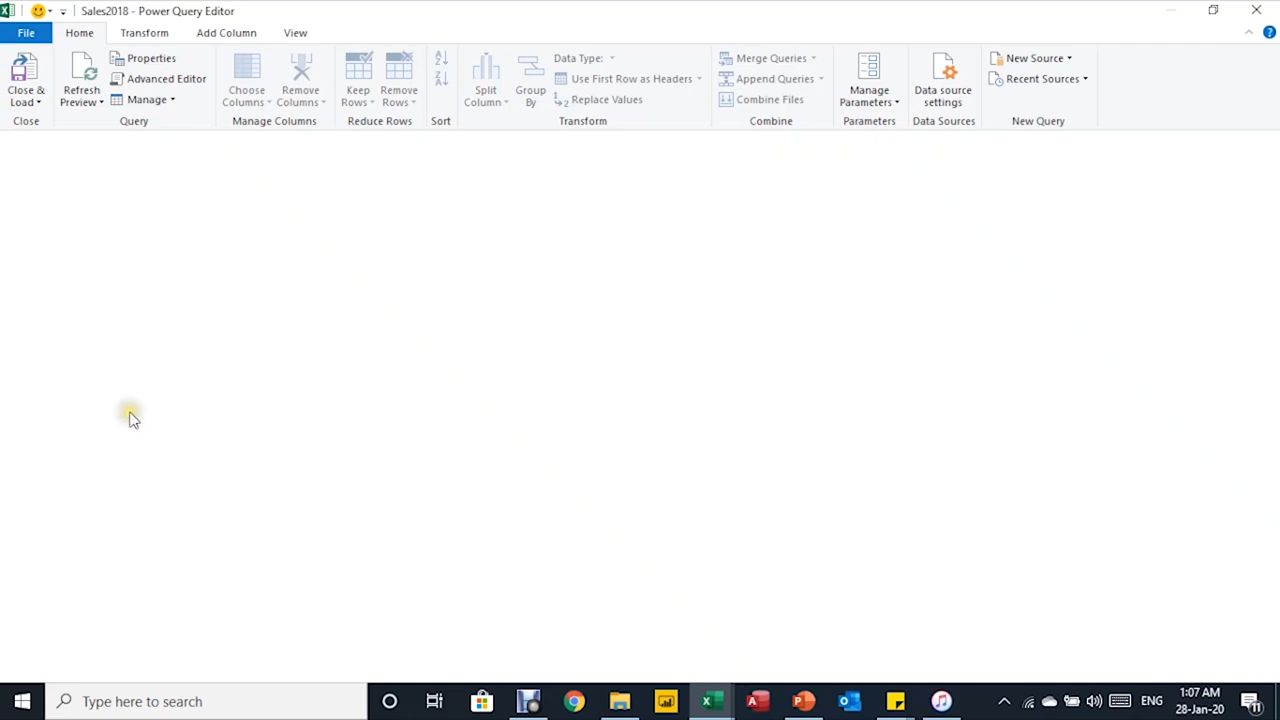 Sales2018 - Power Query Editor
File Home Transform Add Column View
Close & Load
Close
Refresh Preview
Properties
Advanced Editor
Manage
Query
Choose Columns
Remove Columns
Manage Columns
Keep Rows
Remove Rows
Reduce Rows
A
Z
Z
A
Sort
Split Column
Group By
Data Type:
Use First Row as Headers
1
2
Replace Values
Transform
Merge Queries
Append Queries
Combine Files
Combine
Manage Parameters
Parameters
Data source settings
Data Sources
New Source
Recent Sources
New Query
Type here to search
ENG
1:07 AM
28-Jan-20
11